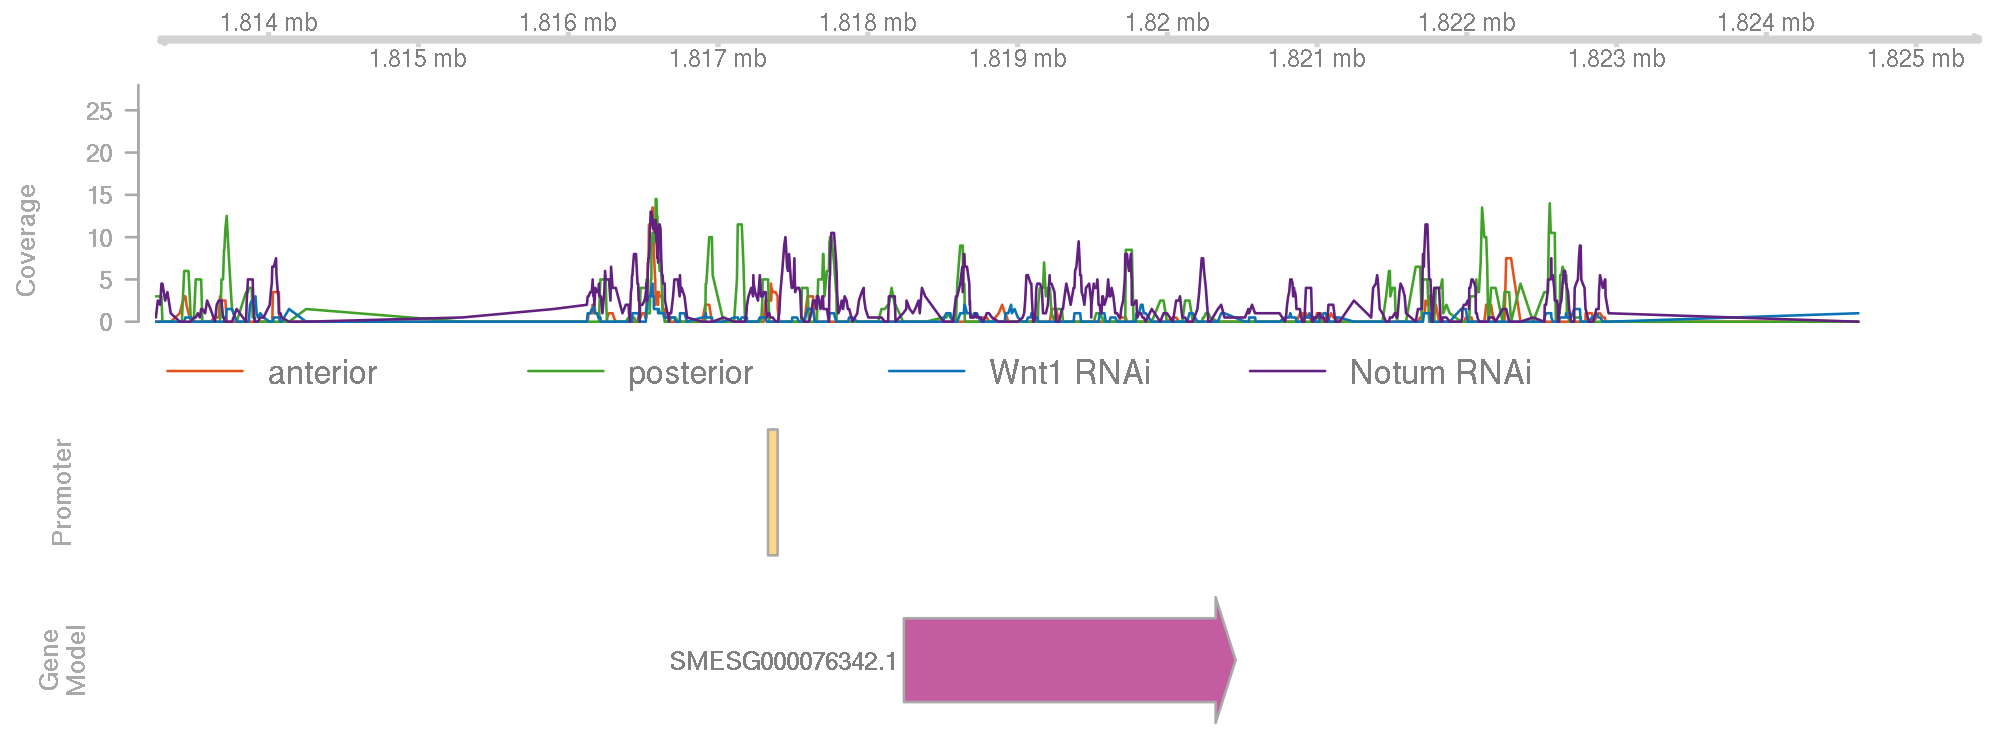 1.814 mb 1.816 mb 1.818 mb 1.82 mb 1.822 mb 1.824 mb
1.815 mb 1.817 mb 1.819 mb 1.821 mb 1.823 mb 1.825 mb
Coverage
25
20
15
10
5
0
anterior posterior Wnt1 RNAi Notum RNAi
Promoter
Gene
Model
SMESG000076342.1